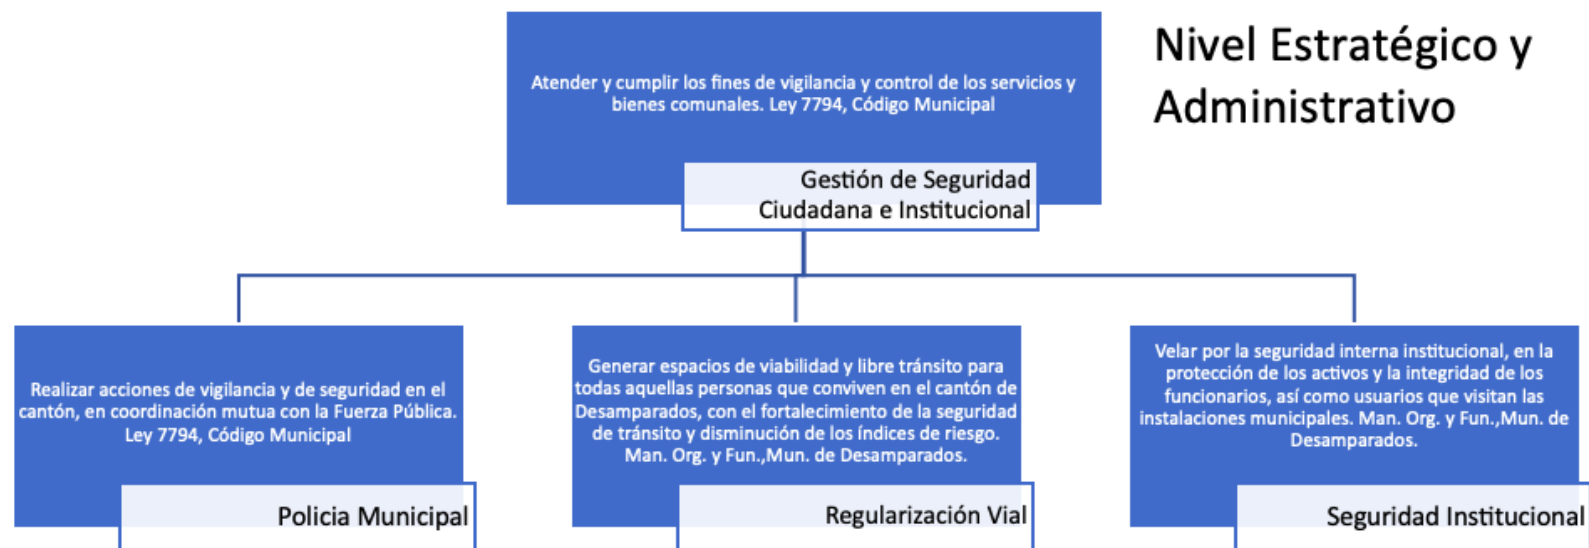 Nivel Estratégico y
Administrativo
Atender y cumplir los fines de vigilancia y control de los servicios y
bienes comunales. Ley 7794, Código Municipal
Gestión de Seguridad
Ciudadana e Institucional
Realizar acciones de vigilancia y de seguridad en el
cantón, en coordinación mutua con la Fuerza Pública.
Ley 7794, Código Municipal
Policia Municipal
Generar espacios de viabilidad y libre tránsito para
todas aquellas personas que conviven en el cantón de
Desamparados, con el fortalecimiento de la seguridad
de tránsito y disminución de los índices de riesgo.
Man. Org. y Fun.,Mun. de Desamparados.
Regularización Vial
Velar por la seguridad interna institucional, en la
protección de los activos y la integridad de los
funcionarios, así como usuarios que visitan las
instalaciones municipales. Man. Org. y Fun.,Mun. de
Desamparados.
Seguridad Institucional